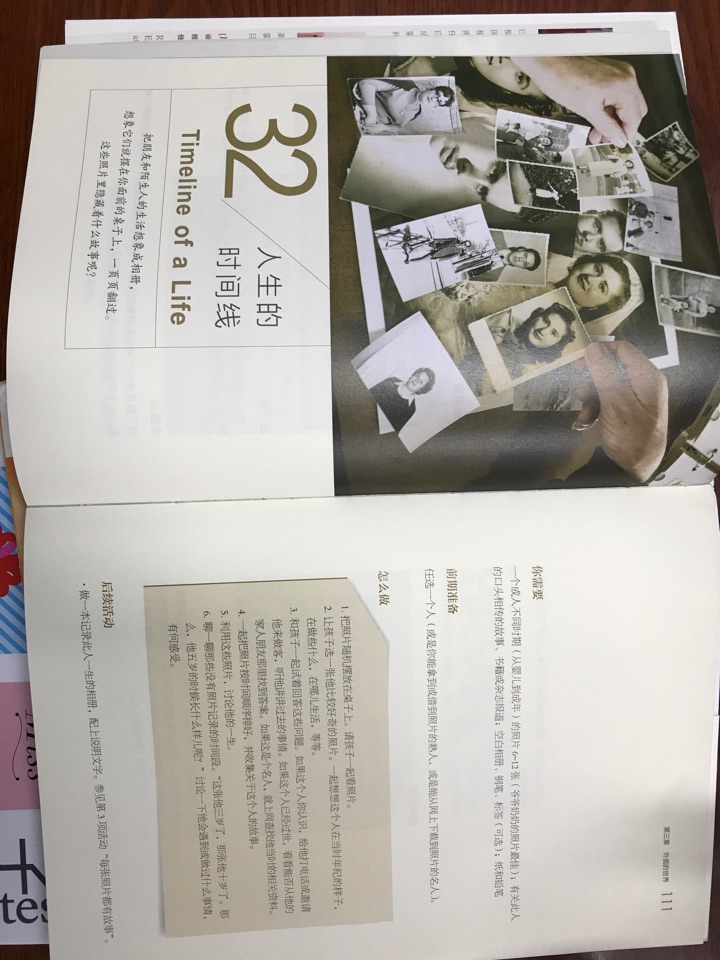 32
人生的
时间线
Timeline of a Life
把朋友和陌生人的生活想象成相册，
想象它们就摆在你面前的桌子上，一页页翻过。
这些照片里隐藏着什么故事呢？
第三章 外面的世界 111
你需要
一个成人不同时期（从婴儿到成年）的照片6~12张（爷爷奶奶的照片最佳）；有关此人
的口头相传的故事、书籍或杂志报道；空白相册、钢笔、标签（可选）；纸和铅笔
前期准备
任选一个人（或是你能拿到或借到照片的熟人，或是能从网上下载到照片的名人）。
怎么做
1. 把照片随机摆放在桌子上。请孩子一起看照片。
2. 让孩子选一张他比较好奇的照片。一起想想这个人在当时年纪的样子，
在做些什么，在哪儿生活，等等。
3. 和孩子一起试着回答这些问题。如果这个人你认识，给他打电话或邀请
他来做客，听他讲讲过去的事情。如果这个人已经过世，看看能否从他的
家人朋友那里找到答案。如果这是个名人，就上网查找他当时的相关资料。
4. 一起把照片按时间顺序排好，并收集关于这个人的故事。
5. 利用这些照片，讨论他的一生。
6. 聊一聊那些没有照片记录的时间段。“这张他三岁了，那张他十岁了。那
么，他五岁的时候长什么样儿呢？”讨论一下他会遇到或做过什么事情，
有何感受。
后续活动
·做一本记录此人一生的相册，配上说明文字。参见第3项活动“每张照片都有故事”。
Miss
tes